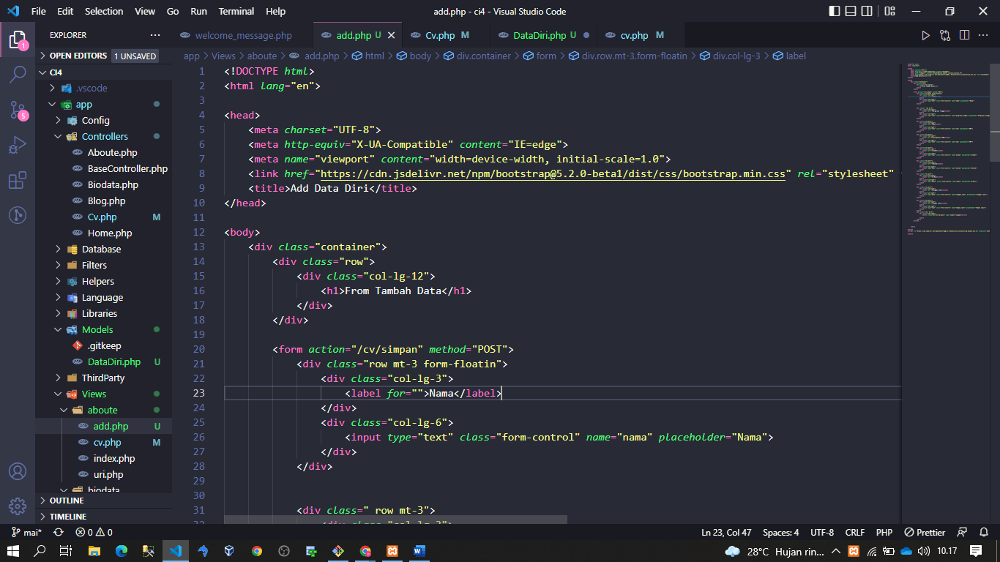 File Edit Selection View Go Run Terminal Help add.php - ci4 - Visual Studio Code
EXPLORER
welcome_message.php add.php U Cv.php M DataDiri.php U cv.php M
OPEN EDITORS 1 UNSAVED
app > Views > aboute > add.php > html > body > div.container > form > div.row.mt-3.form-floatin > div.col-lg-3 > label
CI4
.vscode
app
Config
Controllers
Aboute.php
BaseController.php
Biodata.php
Blog.php
Cv.php M
Home.php
Database
Filters
Helpers
Language
Libraries
Models
.gitkeep
DataDiri.php U
ThirdParty
Views
aboute
add.php U
cv.php M
index.php
uri.php
biodata
OUTLINE
TIMELINE
1
5
1 <!DOCTYPE html>
2 <html lang="en">
3
4 <head>
5 <meta charset="UTF-8">
6 <meta http-equiv="X-UA-Compatible" content="IE=edge">
7 <meta name="viewport" content="width=device-width, initial-scale=1.0">
8 <link href="https://cdn.jsdelivr.net/npm/bootstrap@5.2.0-beta1/dist/css/bootstrap.min.css" rel="stylesheet"
9 <title>Add Data Diri</title>
10 </head>
11
12 <body>
13 <div class="container">
14 <div class="row">
15 <div class="col-lg-12">
16 <h1>From Tambah Data</h1>
17 </div>
18 </div>
19
20 <form action="/cv/simpan" method="POST">
21 <div class="row mt-3 form-floatin">
22 <div class="col-lg-3">
23 <label for="">Nama</label>
24 </div>
25 <div class="col-lg-6">
26 <input type="text" class="form-control" name="nama" placeholder="Nama">
27 </div>
28 </div>
29
30
31 <div class=" row mt-3">
32 <div class="col-lg-3">
mai* 0 0 Ln 23, Col 47 Spaces: 4 UTF-8 CRLF PHP Prettier
28°C Hujan rin... 10.17